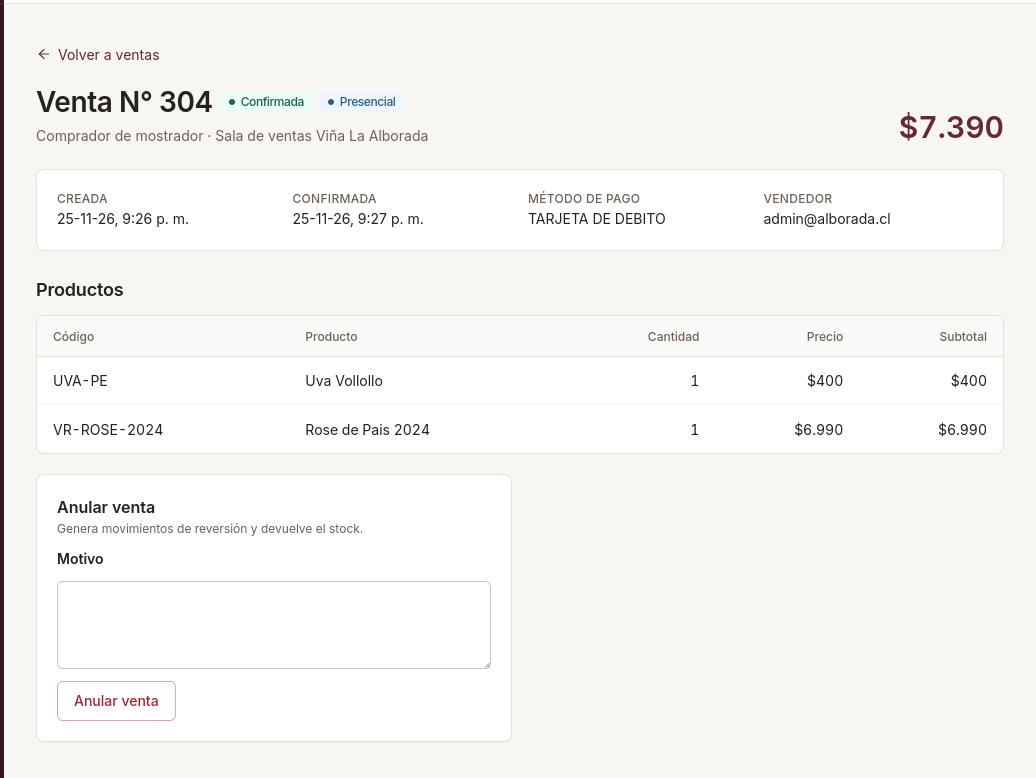 ← Volver a ventas
Venta N° 304 • Confirmada • Presencial
Comprador de mostrador · Sala de ventas Viña La Alborada
$7.390
CREADA CONFIRMADA MÉTODO DE PAGO VENDEDOR
25-11-26, 9:26 p. m. 25-11-26, 9:27 p. m. TARJETA DE DEBITO admin@alborada.cl
Productos
Código Producto Cantidad Precio Subtotal
UVA-PE Uva Vollollo 1 $400 $400
VR-ROSE-2024 Rose de Pais 2024 1 $6.990 $6.990
Anular venta
Genera movimientos de reversión y devuelve el stock.
Motivo
Anular venta